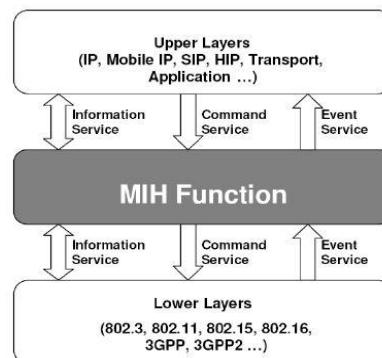 Upper Layers
(IP, Mobile IP, SIP, HIP, Transport,
Application ...)
Information
Service
Command
Service
Event
Service
MIH Function
Information
Service
Command
Service
Event
Service
Lower Layers
(802.3, 802.11, 802.15, 802.16,
3GPP, 3GPP2 ...)